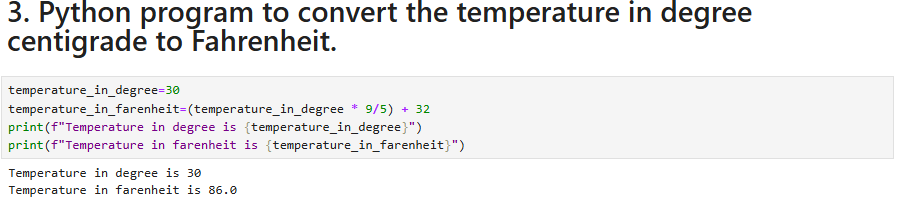 3. Python program to convert the temperature in degree
centigrade to Fahrenheit.
temperature_in_degree=30
temperature_in_farenheit=(temperature_in_degree * 9/5) + 32
print(f"Temperature in degree is {temperature_in_degree}")
print(f"Temperature in farenheit is {temperature_in_farenheit}")
Temperature in degree is 30
Temperature in farenheit is 86.0